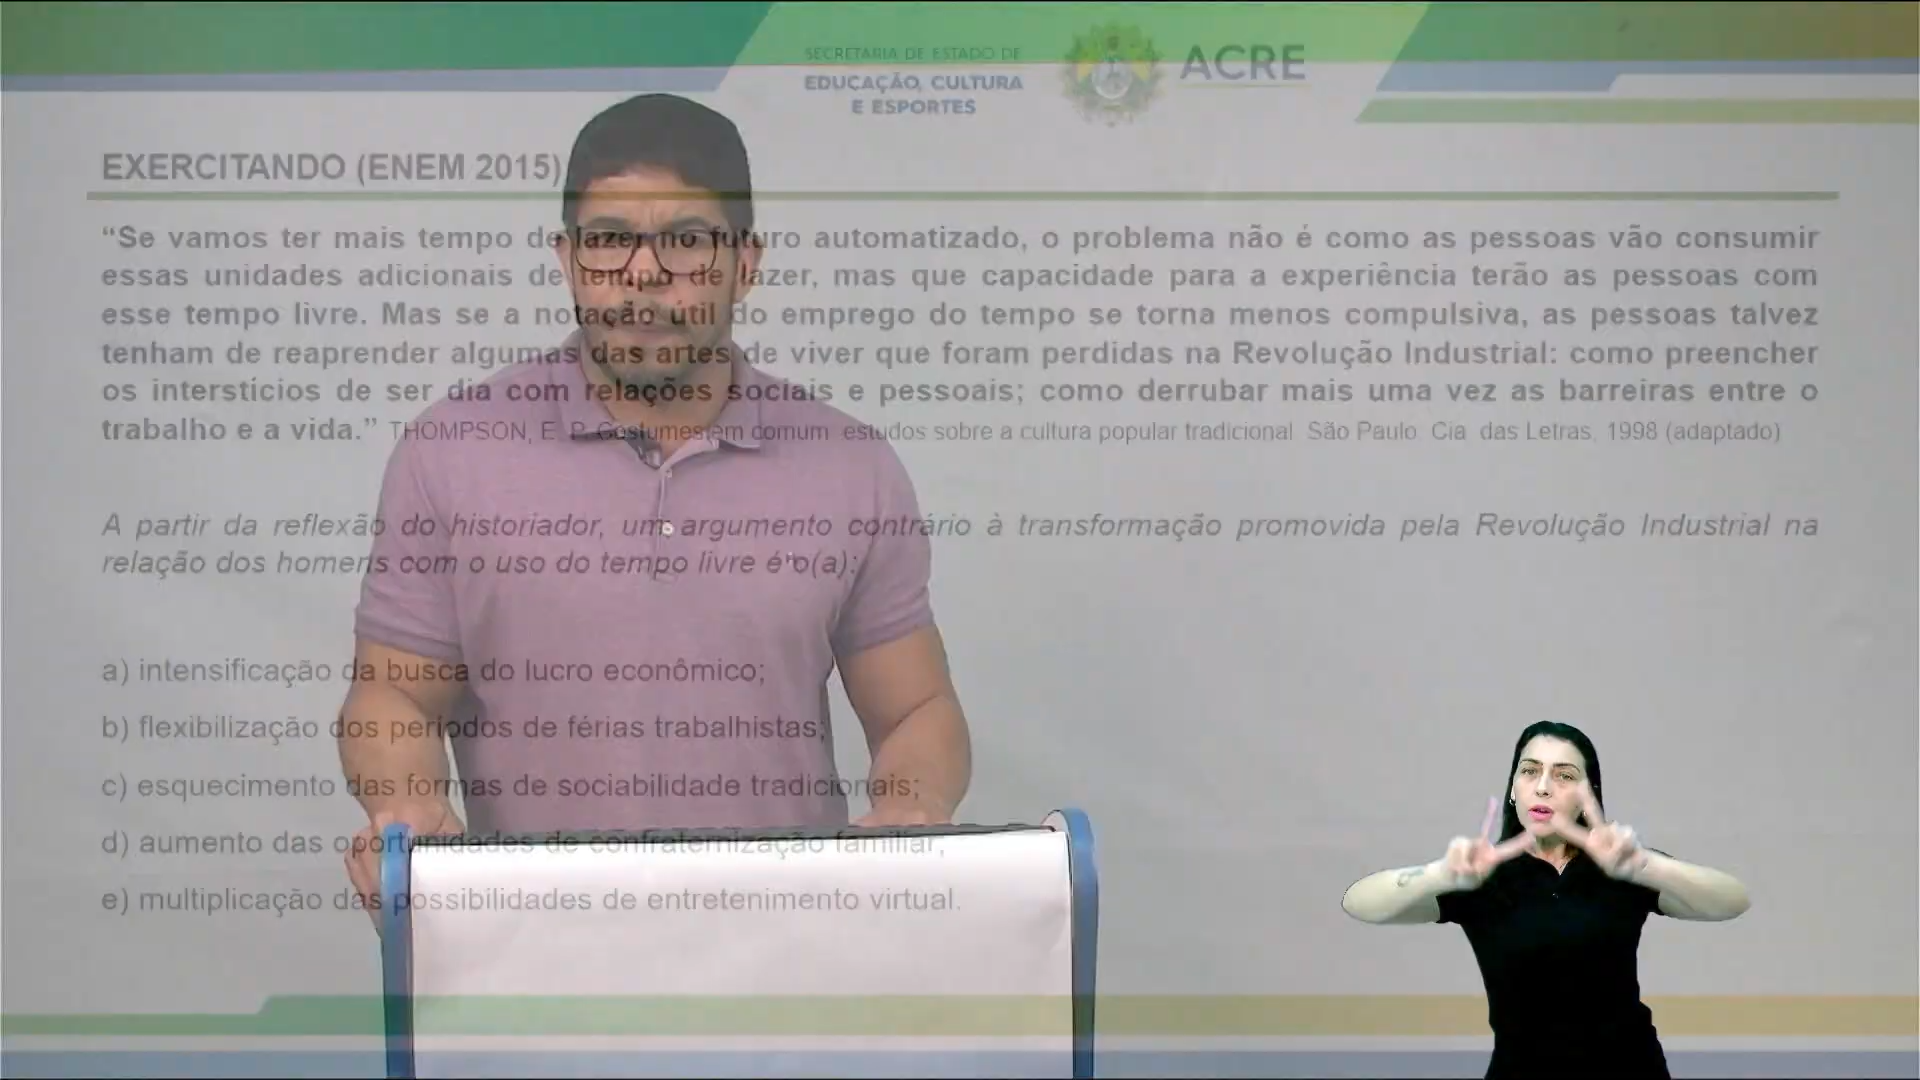 SECRETARIA DE ESTADO DE
EDUCAÇÃO, CULTURA
E ESPORTES
ACRE
EXERCITANDO (ENEM 2015)
“Se vamos ter mais tempo de lazer no futuro automatizado, o problema não é como as pessoas vão consumir
essas unidades adicionais de tempo de lazer, mas que capacidade para a experiência terão as pessoas com
esse tempo livre. Mas se a notação útil do emprego do tempo se torna menos compulsiva, as pessoas talvez
tenham de reaprender algumas das artes de viver que foram perdidas na Revolução Industrial: como preencher
os interstícios de ser dia com relações sociais e pessoais; como derrubar mais uma vez as barreiras entre o
trabalho e a vida.” THOMPSON, E. P. Costumes em comum estudos sobre a cultura popular tradicional. São Paulo. Cia. das Letras, 1998 (adaptado)
A partir da reflexão do historiador, um argumento contrário à transformação promovida pela Revolução Industrial na
relação dos homens com o uso do tempo livre é o(a):
a) intensificação da busca do lucro econômico;
b) flexibilização dos períodos de férias trabalhistas;
c) esquecimento das formas de sociabilidade tradicionais;
d) aumento das oportunidades de confraternização familiar;
e) multiplicação das possibilidades de entretenimento virtual.